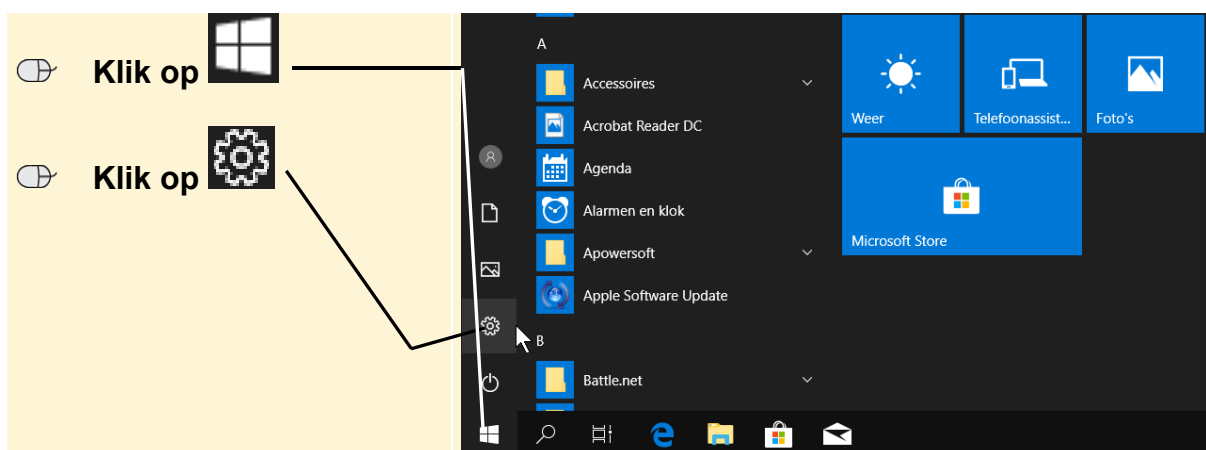 Klik op
Klik op
A
Accessoires
Acrobat Reader DC
Agenda
Alarmen en klok
Apowersoft
Apple Software Update
B
Battle.net
Weer
Telefoonassist...
Foto's
Microsoft Store